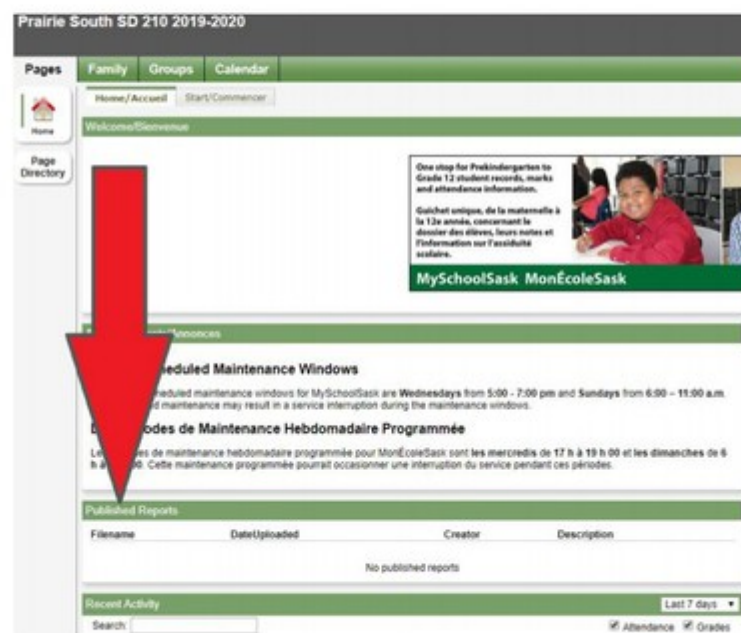 Prairie South SD 210 2019-2020
Pages Family Groups Calendar
Home/Accueil Start/Commencer
Home
Welcome/Bienvenue
Page
Directory
One stop for Prekindergarten to
Grade 12 student records, marks
and attendance information.
Guichet unique, de la maternelle à
la 12e année, concernant le
dossier des élèves, leurs notes et
l'information sur l'assiduité
scolaire.
MySchoolSask MonÉcoleSask
Maintenance Windows
maintenance windows for MySchoolSask are Wednesdays from 5:00 - 7:00 pm and Sundays from 6:00 – 11:00 a.m.
maintenance may result in a service interruption during the maintenance windows.
de Maintenance Hebdomadaire Programmée
de maintenance hebdomadaire programmée pour MonÉcoleSask sont les mercredis de 17 h à 19 h 00 et les dimanches de 6
h à Cette maintenance programmée pourrait occasionner une interruption du service pendant ces périodes.
Published Reports
Filename DateUploaded Creator Description
No published reports
Recent Activity Last 7 days
Search: Attendance Grades